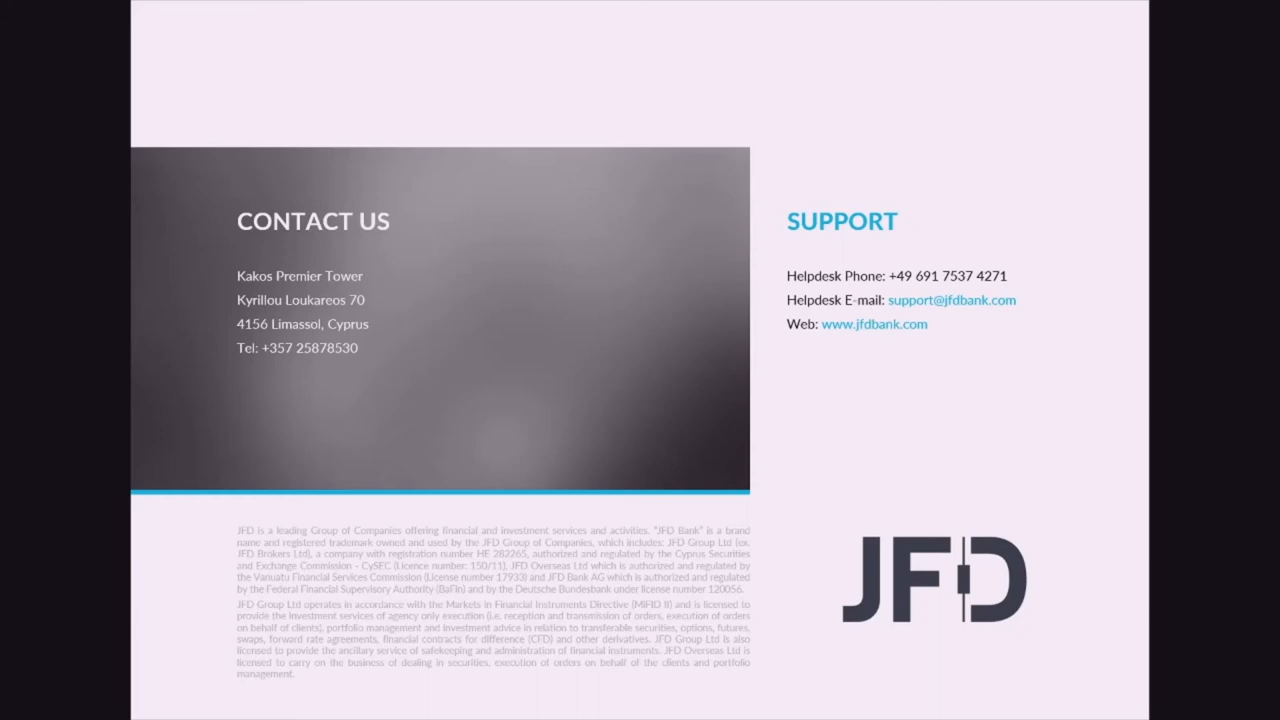 CONTACT US
Kakos Premier Tower
Kyrillou Loukareos 70
4156 Limassol, Cyprus
Tel: +357 25878530
SUPPORT
Helpdesk Phone: +49 691 7537 4271
Helpdesk E-mail: support@jfdbank.com
Web: www.jfdbank.com
JFD is a leading Group of Companies offering financial and investment services and activities. "JFD Bank" is a brand
name and registered trademark owned and used by the JFD Group of Companies, which includes: JFD Group Ltd (ex.
JFD Brokers Ltd), a company with registration number HE 282265, authorized and regulated by the Cyprus Securities
and Exchange Commission - CySEC (Licence number: 150/11), JFD Overseas Ltd which is authorized and regulated by
the Vanuatu Financial Services Commission (License number 17933) and JFD Bank AG which is authorized and regulated
by the Federal Financial Supervisory Authority (BaFin) and by the Deutsche Bundesbank under license number 120056.
JFD Group Ltd operates in accordance with the Markets in Financial Instruments Directive (MiFID II) and is licensed to
provide the investment services of agency only execution (i.e. reception and transmission of orders, execution of orders
on behalf of clients), portfolio management and investment advice in relation to transferable securities, options, futures,
swaps, forward rate agreements, financial contracts for difference (CFD) and other derivatives. JFD Group Ltd is also
licensed to provide the ancillary service of safekeeping and administration of financial instruments. JFD Overseas Ltd is
licensed to carry on the business of dealing in securities, execution of orders on behalf of the clients and portfolio
management.
JFD